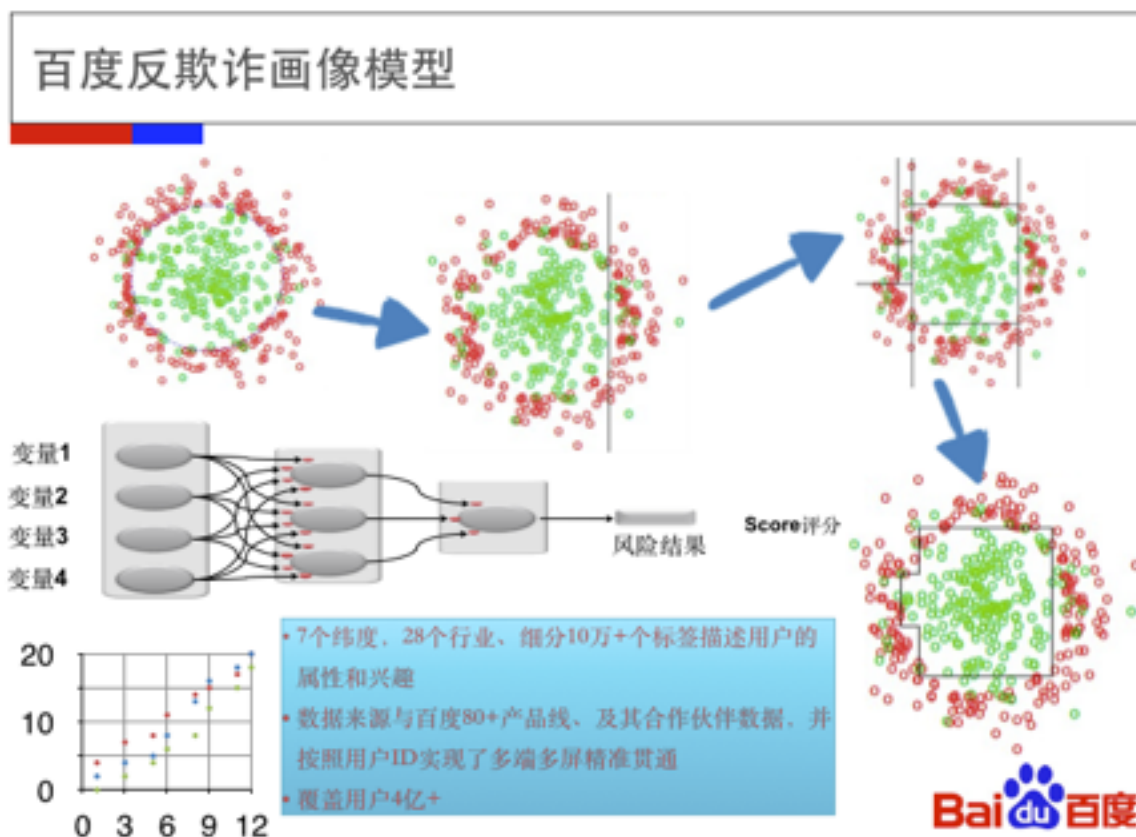 百度反欺诈画像模型
变量1
变量2
变量3
变量4
风险结果
Score评分
• 7个纬度，28个行业、细分10万+个标签描述用户的
属性和兴趣
• 数据来源与百度80+产品线、及其合作伙伴数据，并
按照用户ID实现了多端多屏精准贯通
• 覆盖用户4亿+
20
10
0
0 3 6 9 12
Bai du 百度